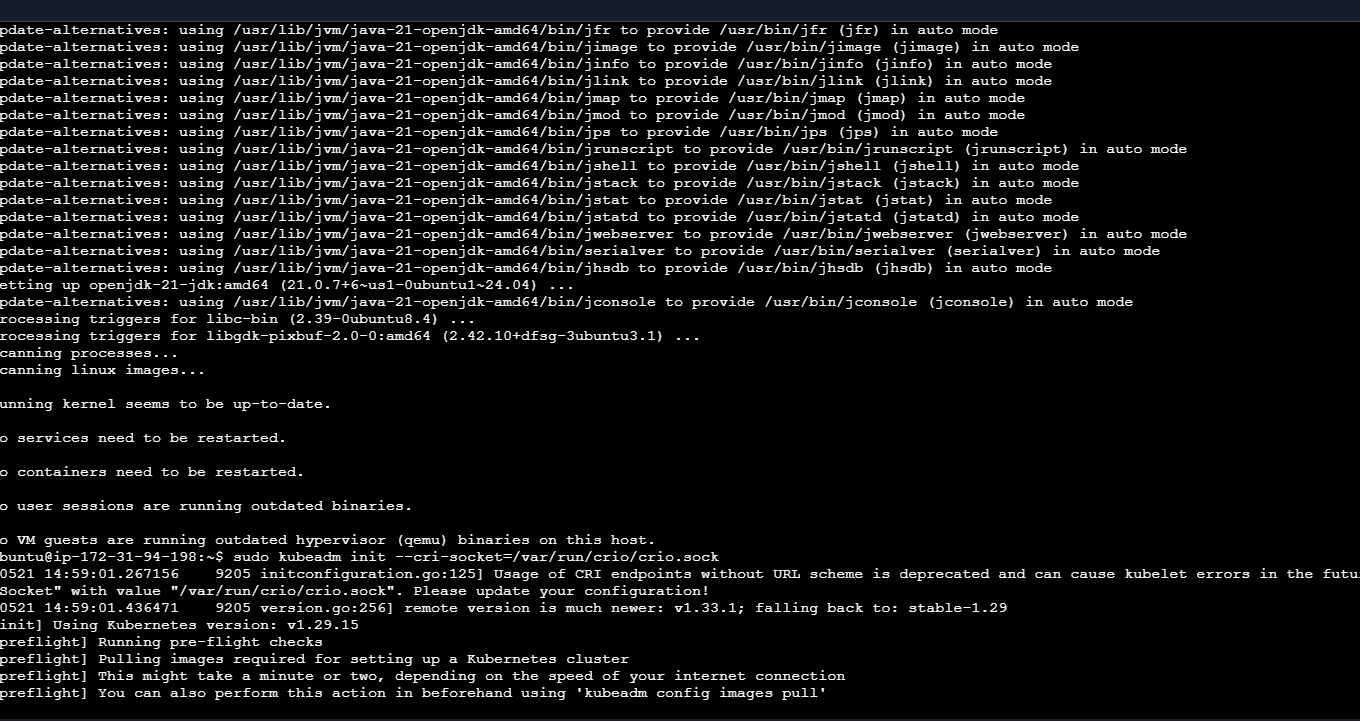 pdate-alternatives: using /usr/lib/jvm/java-21-openjdk-amd64/bin/jfr to provide /usr/bin/jfr (jfr) in auto mode
pdate-alternatives: using /usr/lib/jvm/java-21-openjdk-amd64/bin/jimage to provide /usr/bin/jimage (jimage) in auto mode
pdate-alternatives: using /usr/lib/jvm/java-21-openjdk-amd64/bin/jinfo to provide /usr/bin/jinfo (jinfo) in auto mode
pdate-alternatives: using /usr/lib/jvm/java-21-openjdk-amd64/bin/jlink to provide /usr/bin/jlink (jlink) in auto mode
pdate-alternatives: using /usr/lib/jvm/java-21-openjdk-amd64/bin/jmap to provide /usr/bin/jmap (jmap) in auto mode
pdate-alternatives: using /usr/lib/jvm/java-21-openjdk-amd64/bin/jmod to provide /usr/bin/jmod (jmod) in auto mode
pdate-alternatives: using /usr/lib/jvm/java-21-openjdk-amd64/bin/jps to provide /usr/bin/jps (jps) in auto mode
pdate-alternatives: using /usr/lib/jvm/java-21-openjdk-amd64/bin/jrunscript to provide /usr/bin/jrunscript (jrunscript) in auto mode
pdate-alternatives: using /usr/lib/jvm/java-21-openjdk-amd64/bin/jshell to provide /usr/bin/jshell (jshell) in auto mode
pdate-alternatives: using /usr/lib/jvm/java-21-openjdk-amd64/bin/jstack to provide /usr/bin/jstack (jstack) in auto mode
pdate-alternatives: using /usr/lib/jvm/java-21-openjdk-amd64/bin/jstat to provide /usr/bin/jstat (jstat) in auto mode
pdate-alternatives: using /usr/lib/jvm/java-21-openjdk-amd64/bin/jstatd to provide /usr/bin/jstatd (jstatd) in auto mode
pdate-alternatives: using /usr/lib/jvm/java-21-openjdk-amd64/bin/jwebserver to provide /usr/bin/jwebserver (jwebserver) in auto mode
pdate-alternatives: using /usr/lib/jvm/java-21-openjdk-amd64/bin/serialver to provide /usr/bin/serialver (serialver) in auto mode
pdate-alternatives: using /usr/lib/jvm/java-21-openjdk-amd64/bin/jhsdb to provide /usr/bin/jhsdb (jhsdb) in auto mode
etting up openjdk-21-jdk:amd64 (21.0.7+6~us1-0ubuntu1~24.04) ...
pdate-alternatives: using /usr/lib/jvm/java-21-openjdk-amd64/bin/jconsole to provide /usr/bin/jconsole (jconsole) in auto mode
rocessing triggers for libc-bin (2.39-0ubuntu8.4) ...
rocessing triggers for libgdk-pixbuf-2.0-0:amd64 (2.42.10+dfsg-3ubuntu3.1) ...
canning processes...
canning linux images...
unning kernel seems to be up-to-date.
o services need to be restarted.
o containers need to be restarted.
o user sessions are running outdated binaries.
o VM guests are running outdated hypervisor (qemu) binaries on this host.
buntu@ip-172-31-94-198:~$ sudo kubeadm init --cri-socket=/var/run/crio/crio.sock
0521 14:59:01.267156    9205 initconfiguration.go:125] Usage of CRI endpoints without URL scheme is deprecated and can cause kubelet errors in the futu
Socket" with value "/var/run/crio/crio.sock". Please update your configuration!
0521 14:59:01.436471    9205 version.go:256] remote version is much newer: v1.33.1; falling back to: stable-1.29
init] Using Kubernetes version: v1.29.15
preflight] Running pre-flight checks
preflight] Pulling images required for setting up a Kubernetes cluster
preflight] This might take a minute or two, depending on the speed of your internet connection
preflight] You can also perform this action in beforehand using 'kubeadm config images pull'